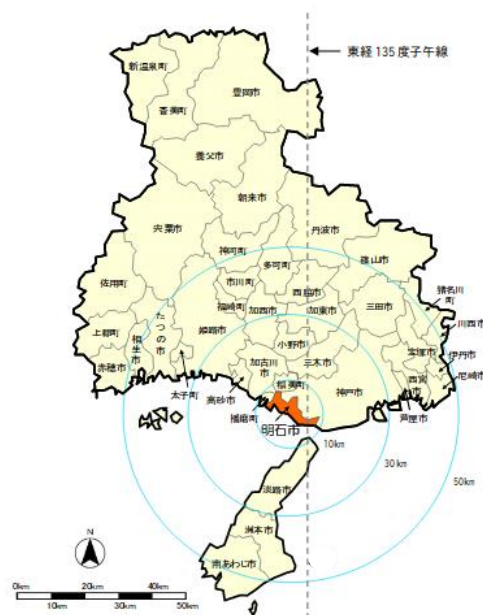 東経135度子午線
新温泉町
香美町
豊岡市
養父市
朝来市
宍粟市
丹波市
神河町
多可町
篠山市
佐用町
市川町
西脇市
猪名川町
三田市
福崎町
加西市
加東市
川西市
上郡町
相生市
たつの市
姫路市
小野市
宝塚市
伊丹市
赤穂市
加古川市
三木市
西宮市
尼崎市
太子町
高砂市
稲美町
神戸市
芦屋市
播磨町
明石市
10km
30km
50km
淡路市
洲本市
南あわじ市
N
0km 20km 40km
10km 30km 50km